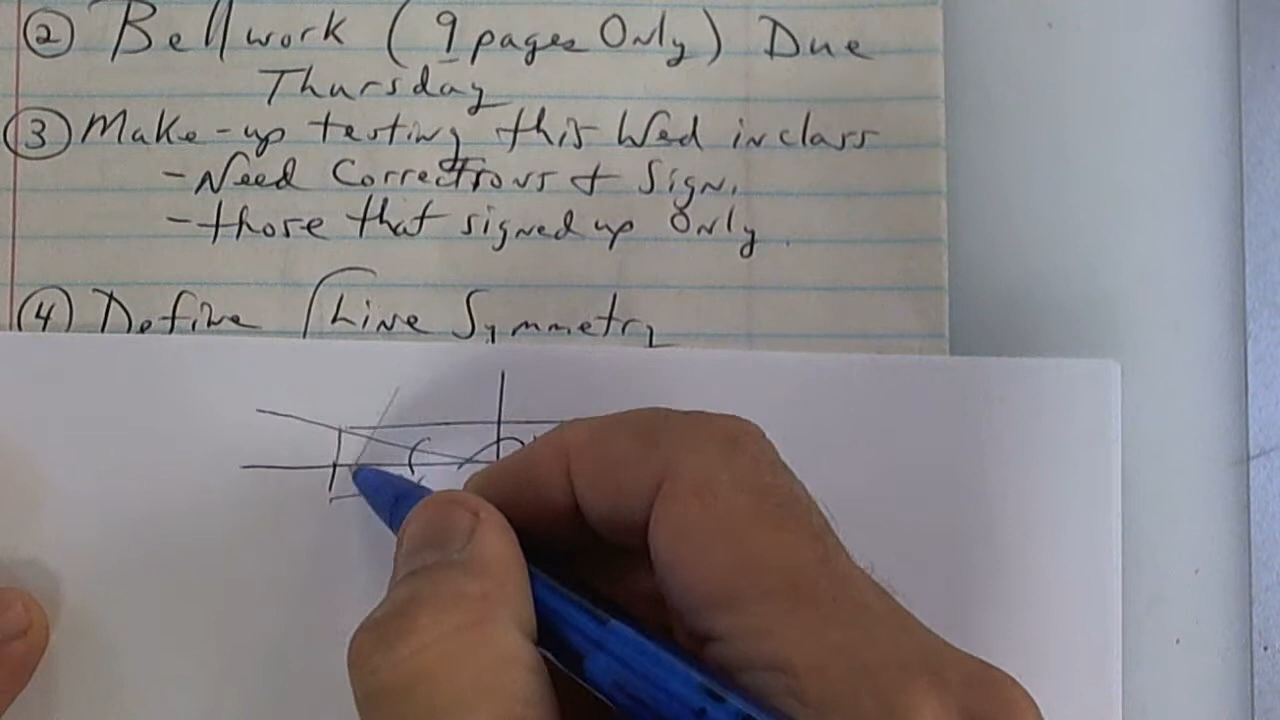 ② Bellwork (9 pages Only) Due
Thursday
③ Make-up testing this Wed in class
- Need Corrections + Sign.
- those that signed up Only.
④ Define Line Symmetry